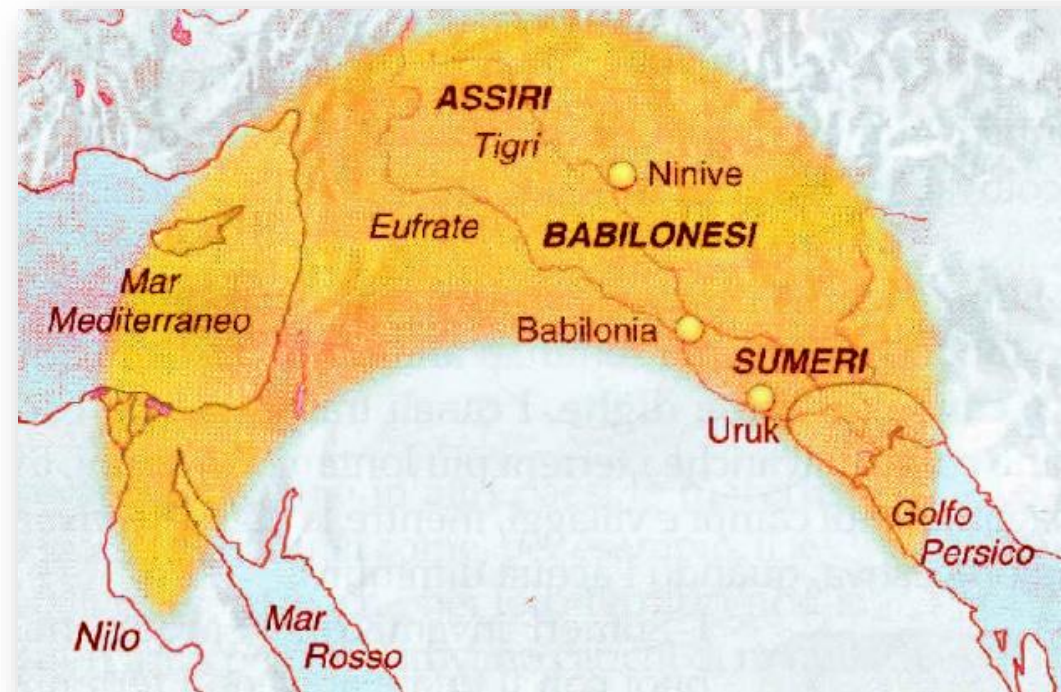 ASSIRI
Tigri
Ninive
Eufrate
BABILONESI
Mar
Mediterraneo
Babilonia
SUMERI
Uruk
Golfo
Persico
Nilo
Mar
Rosso